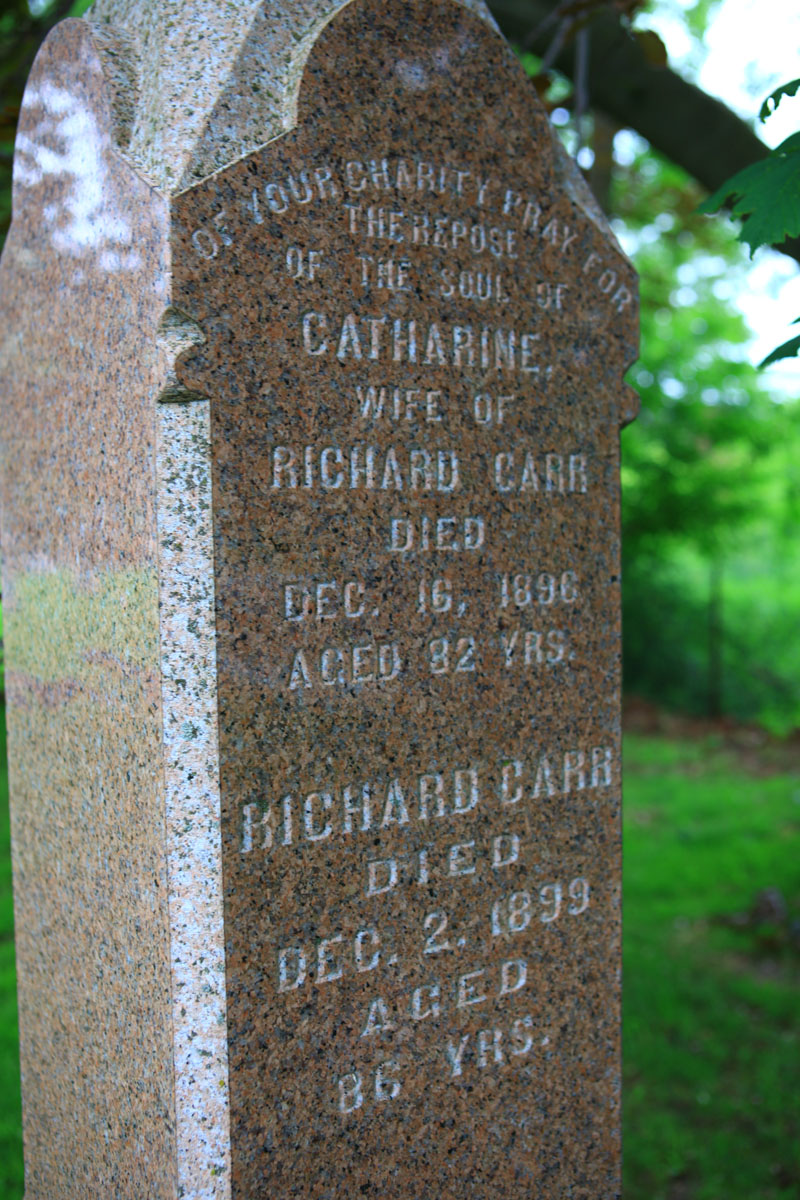 OF YOUR CHARITY PRAY FOR
THE REPOSE
OF THE SOUL OF
CATHARINE,
WIFE OF
RICHARD CARR
DIED
DEC. 16, 1896
AGED 82 YRS.
RICHARD CARR
DIED
DEC. 2. 1899
AGED
86 YRS.